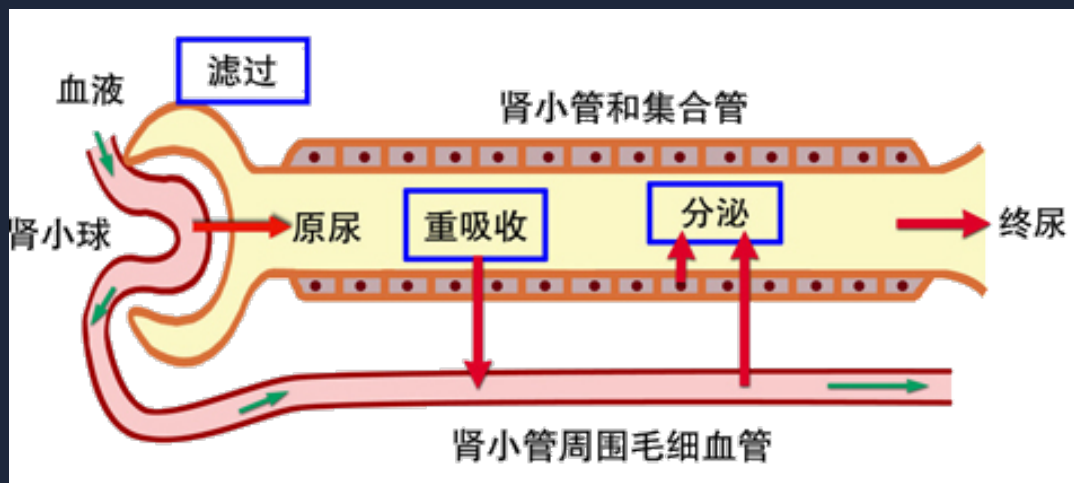 滤过
血液
肾小管和集合管
肾小球
原尿
重吸收
分泌
终尿
肾小管周围毛细血管